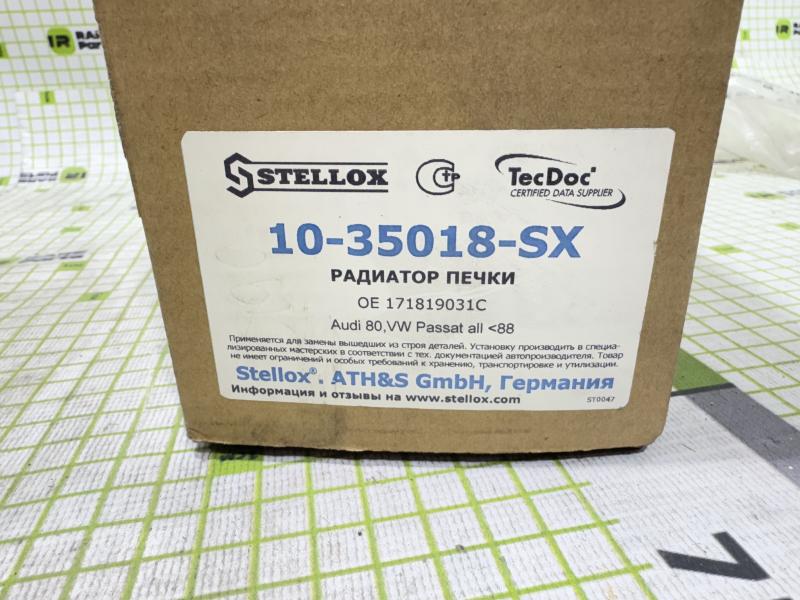 STELLOX
СТР
TecDoc®
CERTIFIED DATA SUPPLIER
10-35018-SX
РАДИАТОР ПЕЧКИ
OE 171819031C
Audi 80,VW Passat all <88
Применяется для замены вышедших из строя деталей. Установку производить в специа-
лизированных мастерских в соответствии с тех. документацией автопроизводителя. Товар
не имеет ограничений и особых требований к хранению, транспортировке и утилизации.
Stellox®. ATH&S GmbH, Германия
Информация и отзывы на www.stellox.com
ST0047